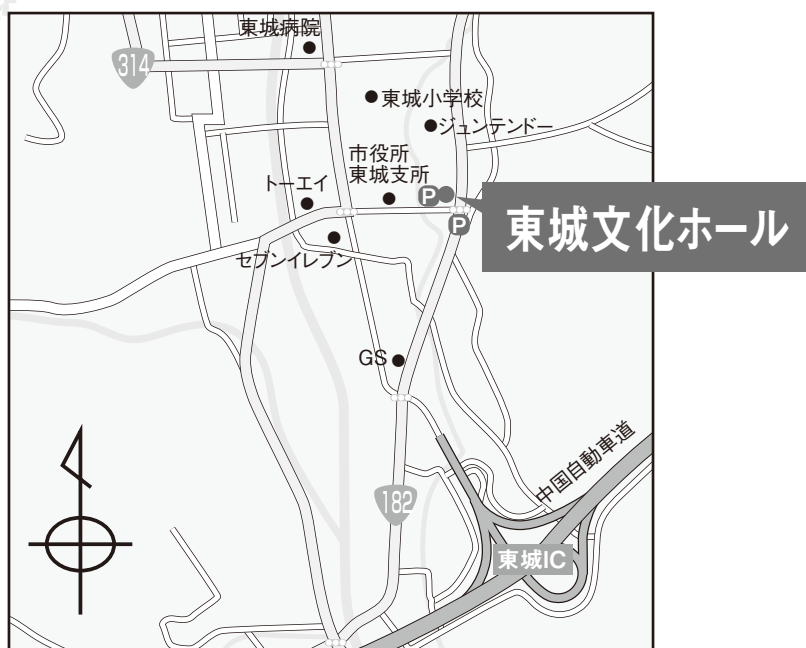 東城病院
314
東城小学校
ジュンテンドー
市役所
東城支所
トーエイ
P
P
東城文化ホール
セブンイレブン
GS
中国自動車道
182
東城IC